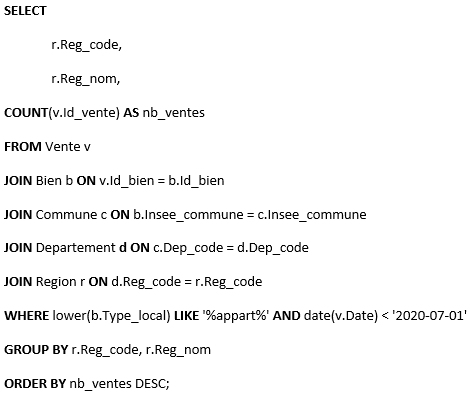 SELECT
r.Reg_code,
r.Reg_nom,
COUNT(v.Id_vente) AS nb_ventes
FROM Vente v
JOIN Bien b ON v.Id_bien = b.Id_bien
JOIN Commune c ON b.Insee_commune = c.Insee_commune
JOIN Departement d ON c.Dep_code = d.Dep_code
JOIN Region r ON d.Reg_code = r.Reg_code
WHERE lower(b.Type_local) LIKE '%appart%' AND date(v.Date) < '2020-07-01'
GROUP BY r.Reg_code, r.Reg_nom
ORDER BY nb_ventes DESC;